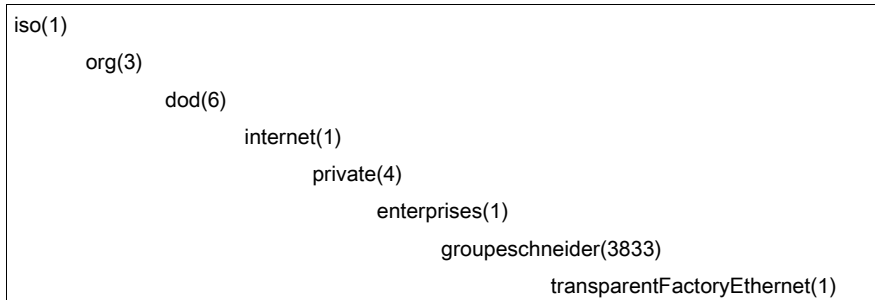 iso(1)
org(3)
dod(6)
internet(1)
private(4)
enterprises(1)
groupeschneider(3833)
transparentFactoryEthernet(1)